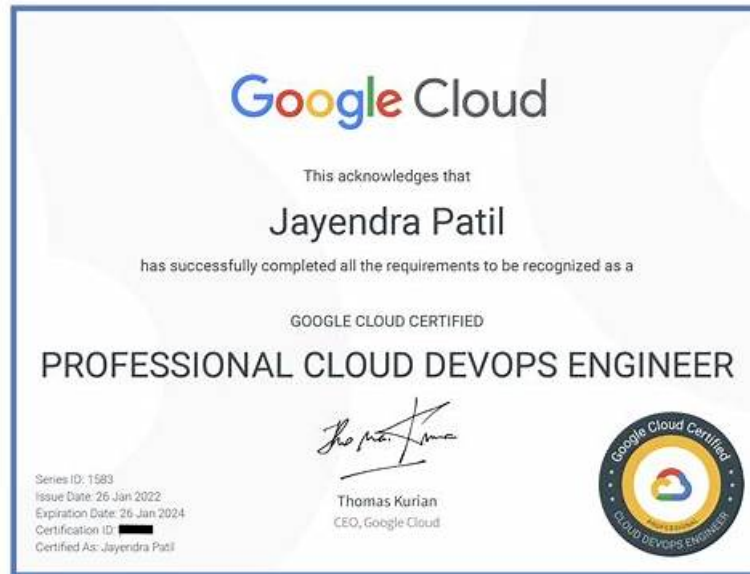 Google Cloud
This acknowledges that
Jayendra Patil
has successfully completed all the requirements to be recognized as a
GOOGLE CLOUD CERTIFIED
PROFESSIONAL CLOUD DEVOPS ENGINEER
Thomas Kurian
CEO, Google Cloud
Series ID: 1583
Issue Date: 26 Jan 2022
Expiration Date: 26 Jan 2024
Certification ID:
Certified As: Jayendra Patil
Google Cloud Certified
PROFESSIONAL
CLOUD DEVOPS ENGINEER